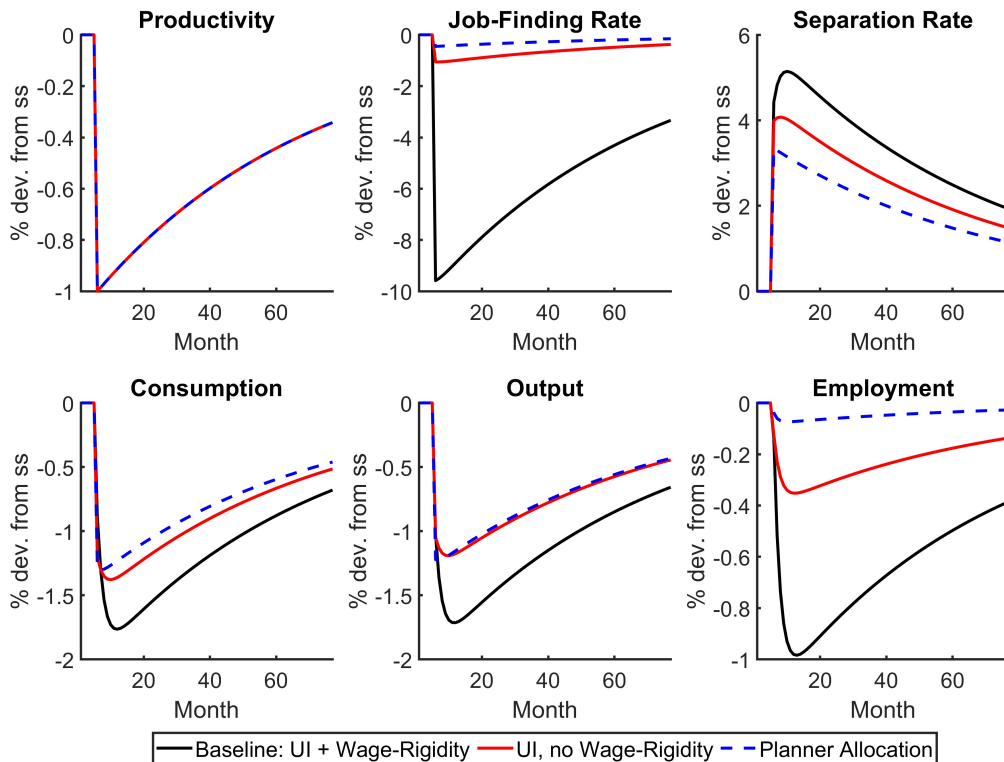 Productivity
% dev. from ss
0
-0.2
-0.4
-0.6
-0.8
-1
20
40
60
Month
Job-Finding Rate
% dev. from ss
0
-2
-4
-6
-8
-10
20
40
60
Month
Separation Rate
% dev. from ss
6
4
2
0
20
40
60
Month
Consumption
% dev. from ss
0
-0.5
-1
-1.5
-2
20
40
60
Month
Output
% dev. from ss
0
-0.5
-1
-1.5
-2
20
40
60
Month
Employment
% dev. from ss
0
-0.2
-0.4
-0.6
-0.8
-1
20
40
60
Month
Baseline: UI + Wage-Rigidity
UI, no Wage-Rigidity
Planner Allocation